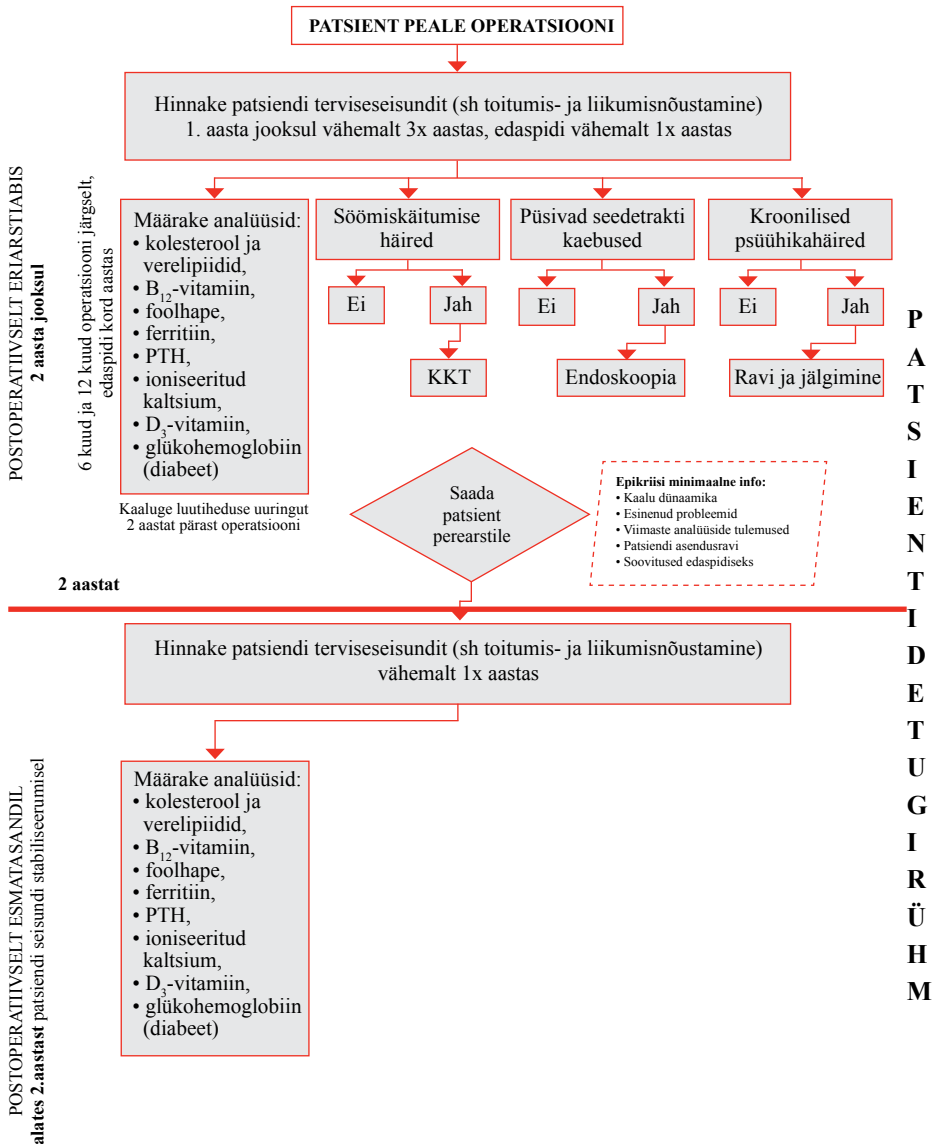 PATSIENT PEALE OPERATSIOONI
Hinnake patsiendi terviseseisundit (sh toitumis- ja liikumisnõustamine)
1. aasta jooksul vähemalt 3x aastas, edaspidi vähemalt 1x aastas
POSTOPERATIIVSELT ERIARSTIABIS
2 aasta jooksul
6 kuud ja 12 kuud operatsiooni järgselt,
edaspidi kord aastas
Määrake analüüsid:
• kolesterool ja
verelipiidid,
• B₁₂-vitamiin,
• foolhape,
• ferritiin,
• PTH,
• ioniseeritud
kaltsium,
• D₃-vitamiin,
• glükohemoglobiin
(diabeet)
Kaaluge luutiheduse uuringut
2 aastat pärast operatsiooni
Söömiskäitumise
häired
Ei
Jah
KKT
Püsivad seedetrakti
kaebused
Ei
Jah
Endoskoopia
Kroonilised
psüühikahäired
Ei
Jah
Ravi ja jälgimine
Saada
patsient
perearstile
Epikriisi minimaalne info:
• Kaalu dünaamika
• Esinenud probleemid
• Viimaste analüüside tulemused
• Patsiendi asendusravi
• Soovitused edaspidiseks
2 aastat
Hinnake patsiendi terviseseisundit (sh toitumis- ja liikumisnõustamine)
vähemalt 1x aastas
POSTOPERATIIVSELT ESMATASANDIL
alates 2.aastast patsiendi seisundi stabiliseerumisel
Määrake analüüsid:
• kolesterool ja
verelipiidid,
• B₁₂-vitamiin,
• foolhape,
• ferritiin,
• PTH,
• ioniseeritud
kaltsium,
• D₃-vitamiin,
• glükohemoglobiin
(diabeet)
PATSIENTIDETUGIRÜHM